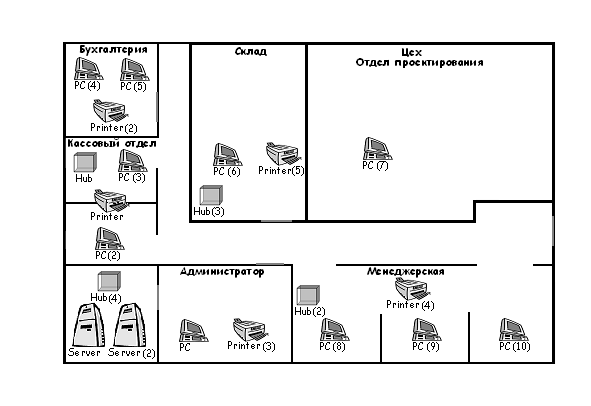 Бухгалтерия
PC(4)
PC(5)
Printer(2)
Кассовый отдел
Hub
PC(3)
Printer
PC(2)
Склад
PC(6)
Printer(5)
Hub(3)
Цех
Отдел проектирования
PC(7)
Hub(4)
Server
Server(2)
Администратор
PC
Printer(3)
Менеджерская
Hub(2)
Printer(4)
PC(8)
PC(9)
PC(10)